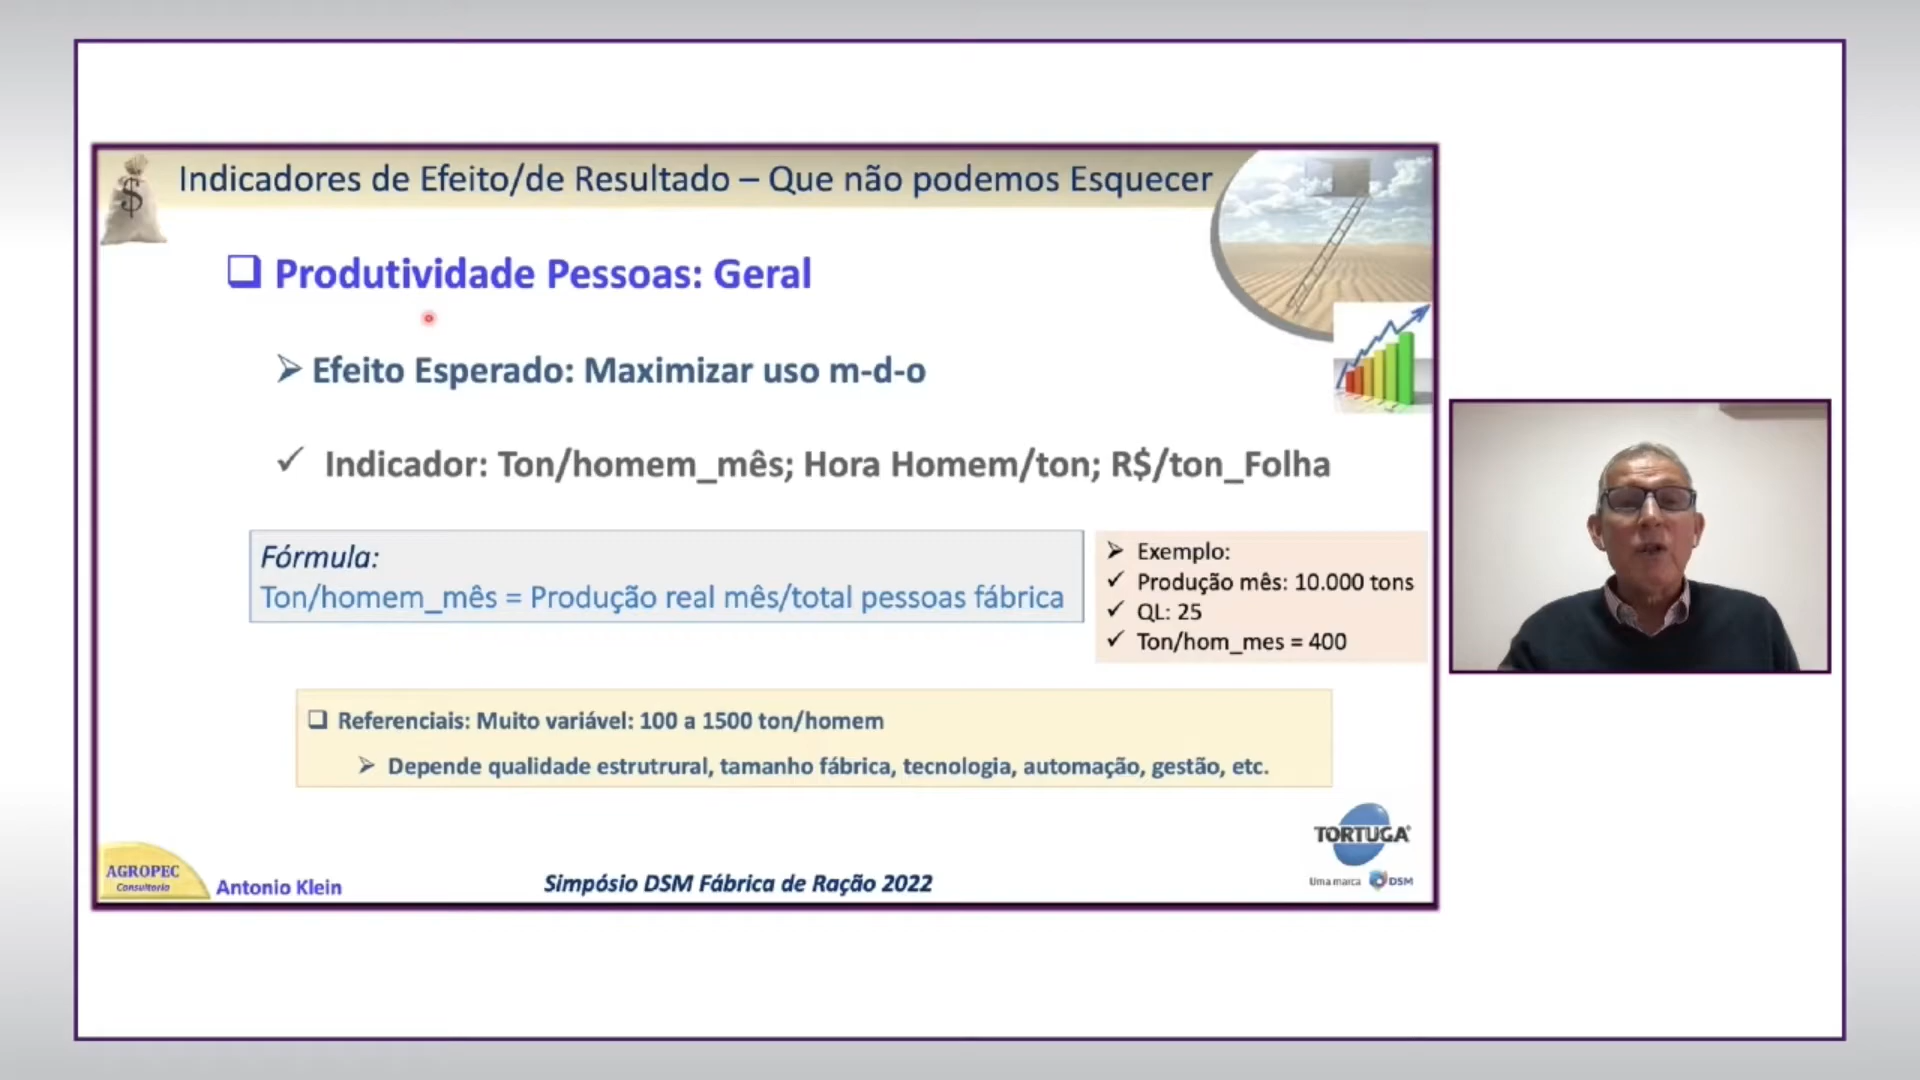 $
Indicadores de Efeito/de Resultado – Que não podemos Esquecer
Produtividade Pessoas: Geral
Efeito Esperado: Maximizar uso m-d-o
Indicador: Ton/homem_mês; Hora Homem/ton; R$/ton_Folha
Fórmula:
Ton/homem_mês = Produção real mês/total pessoas fábrica
Exemplo:
Produção mês: 10.000 tons
QL: 25
Ton/hom_mes = 400
Referenciais: Muito variável: 100 a 1500 ton/homem
Depende qualidade estrutrural, tamanho fábrica, tecnologia, automação, gestão, etc.
TORTUGA®
Uma marca DSM
AGROPEC
Consultoria
Antonio Klein
Simpósio DSM Fábrica de Ração 2022